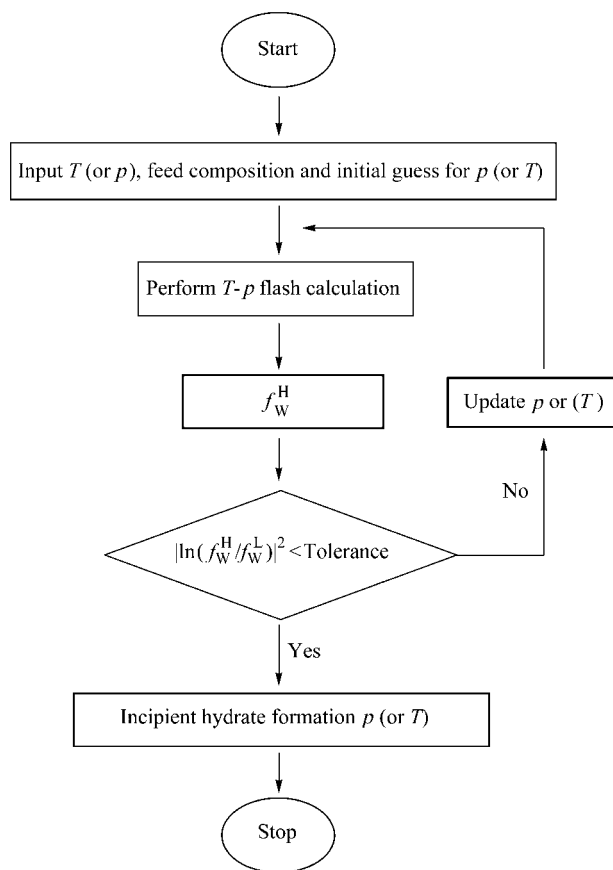 Start
Input T (or p), feed composition and initial guess for p (or T)
Perform T-p flash calculation
f_W^H
Update p or (T )
No
|ln(f_W^H/f_W^L)|^2 <Tolerance
Yes
Incipient hydrate formation p (or T)
Stop